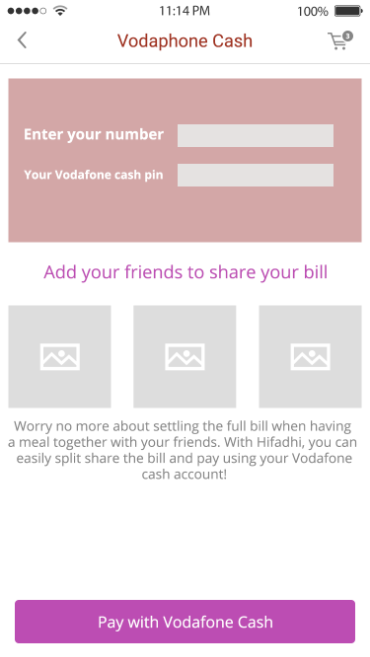 11:14 PM
100%
Vodaphone Cash
3
Enter your number
Your Vodafone cash pin
Add your friends to share your bill
Worry no more about settling the full bill when having
a meal together with your friends. With Hifadhi, you can
easily split share the bill and pay using your Vodafone
cash account!
Pay with Vodafone Cash